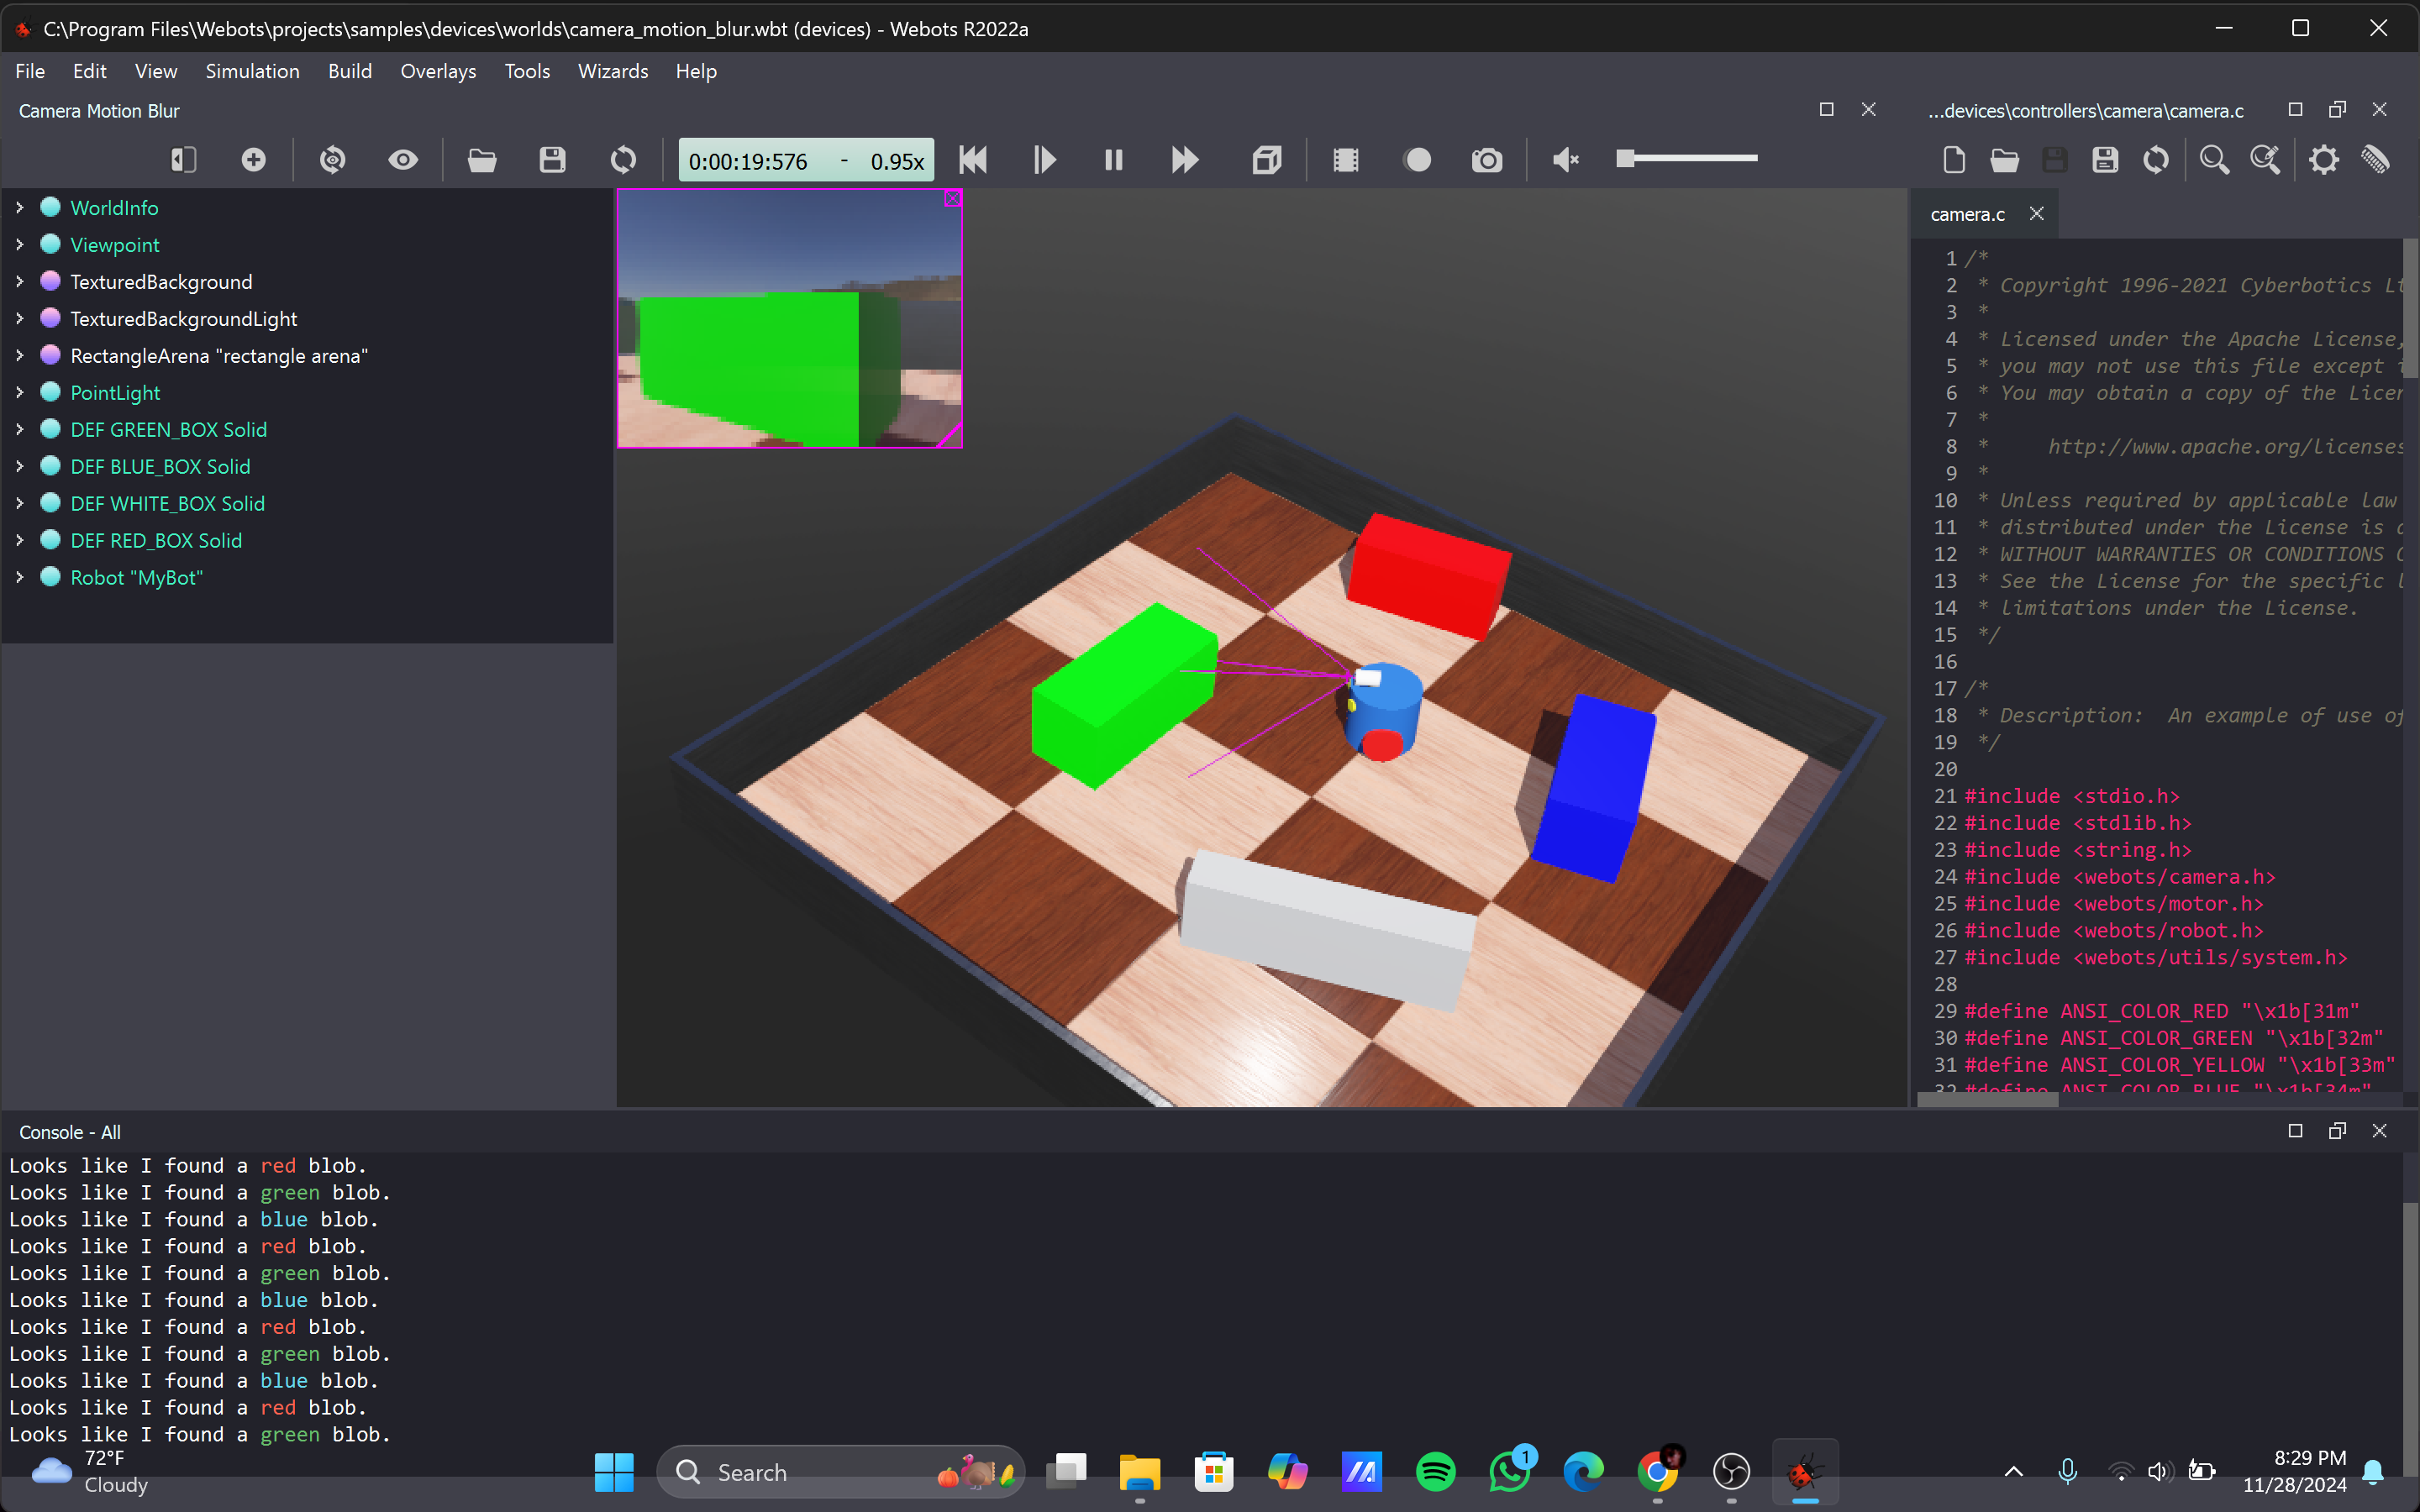 C:\Program Files\Webots\projects\samples\devices\worlds\camera_motion_blur.wbt (devices) - Webots R2022a
File Edit View Simulation Build Overlays Tools Wizards Help
Camera Motion Blur
...devices\controllers\camera\camera.c
0:00:19:576 - 0.95x
WorldInfo
Viewpoint
TexturedBackground
TexturedBackgroundLight
RectangleArena "rectangle arena"
PointLight
DEF GREEN_BOX Solid
DEF BLUE_BOX Solid
DEF WHITE_BOX Solid
DEF RED_BOX Solid
Robot "MyBot"
camera.c
1 /*
2 * Copyright 1996-2021 Cyberbotics Lt
3 *
4 * Licensed under the Apache License,
5 * you may not use this file except i
6 * You may obtain a copy of the Licen
7 *
8 * http://www.apache.org/licenses
9 *
10 * Unless required by applicable law
11 * distributed under the License is
12 * WITHOUT WARRANTIES OR CONDITIONS
13 * See the License for the specific l
14 * limitations under the License.
15 */
16
17 /*
18 * Description: An example of use of
19 */
20
21 #include <stdio.h>
22 #include <stdlib.h>
23 #include <string.h>
24 #include <webots/camera.h>
25 #include <webots/motor.h>
26 #include <webots/robot.h>
27 #include <webots/utils/system.h>
28
29 #define ANSI_COLOR_RED "\x1b[31m"
30 #define ANSI_COLOR_GREEN "\x1b[32m"
31 #define ANSI_COLOR_YELLOW "\x1b[33m"
32 #define ANSI_COLOR_BLUE "\x1b[34m"
Console - All
Looks like I found a red blob.
Looks like I found a green blob.
Looks like I found a blue blob.
Looks like I found a red blob.
Looks like I found a green blob.
Looks like I found a blue blob.
Looks like I found a red blob.
Looks like I found a green blob.
Looks like I found a blue blob.
Looks like I found a red blob.
Looks like I found a green blob.
72°F
Cloudy
Search
1
8:29 PM
11/28/2024